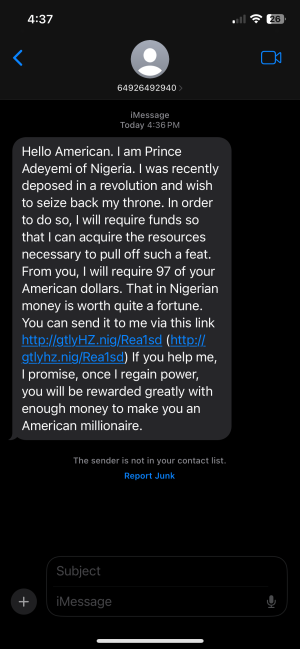 4:37
26
64926492940
iMessage
Today 4:36 PM
Hello American. I am Prince
Adeyemi of Nigeria. I was recently
deposed in a revolution and wish
to seize back my throne. In order
to do so, I will require funds so
that I can acquire the resources
necessary to pull off such a feat.
From you, I will require 97 of your
American dollars. That in Nigerian
money is worth quite a fortune.
You can send it to me via this link
http://gtlyHZ.nig/Rea1sd (http://
gtlyhz.nig/Rea1sd) If you help me,
I promise, once I regain power,
you will be rewarded greatly with
enough money to make you an
American millionaire.
The sender is not in your contact list.
Report Junk
Subject
iMessage